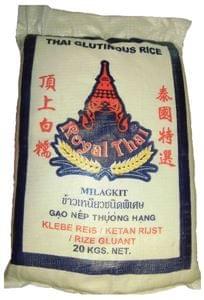 THAI GLUTINOUS RICE
頂上白糯
泰國特選
Royal Thai
MILAGKIT
ข้าวเหนียวชนิดพิเศษ
GẠO NẾP THƯỢNG HẠNG
KLEBE REIS / KETAN RIJST
/ RIZE GLUANT
20 KGS. NET.